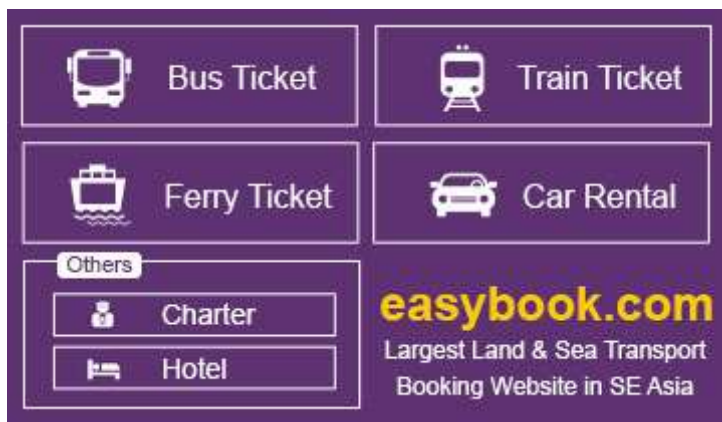 Bus Ticket
Train Ticket
Ferry Ticket
Car Rental
Others
Charter
Hotel
easybook.com
Largest Land & Sea Transport
Booking Website in SE Asia